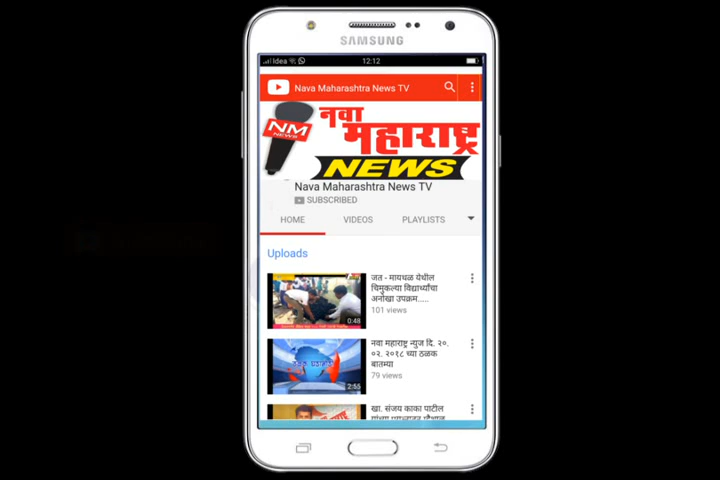 SAMSUNG
Idea
12:12
Nava Maharashtra News TV
नवा
महाराष्ट्र
NM
NEWS
NEWS
Nava Maharashtra News TV
SUBSCRIBED
HOME VIDEOS PLAYLISTS
Uploads
जत - मायथळ येथील
चिमुकल्या विद्यार्थ्यांचा
अनोखा उपक्रम.....
101 views
0:48
नवा महाराष्ट्र न्युज दि. २०.
०२. २०१८ च्या ठळक
बातम्या
79 views
2:55
खा. संजय काका पाटील